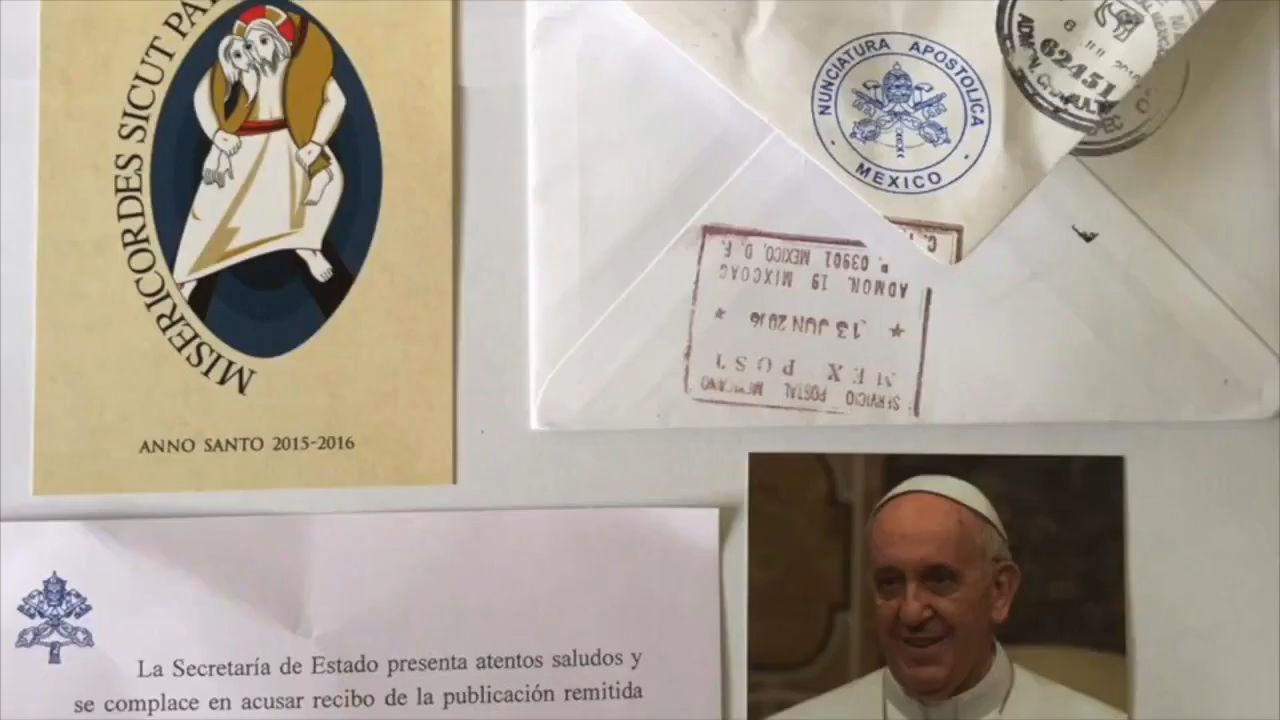 MISERICORDES SICUT PA
ANNO SANTO 2015-2016
NUNCIATURA APOSTOLICA
MEXICO
62451
SERVICIO POSTAL MEXICANO
MEX POST
13 JUN 2016
ADMON. 19 MIXCOAC
P. 03901 MEXICO, D. F.
La Secretaría de Estado presenta atentos saludos y
se complace en acusar recibo de la publicación remitida